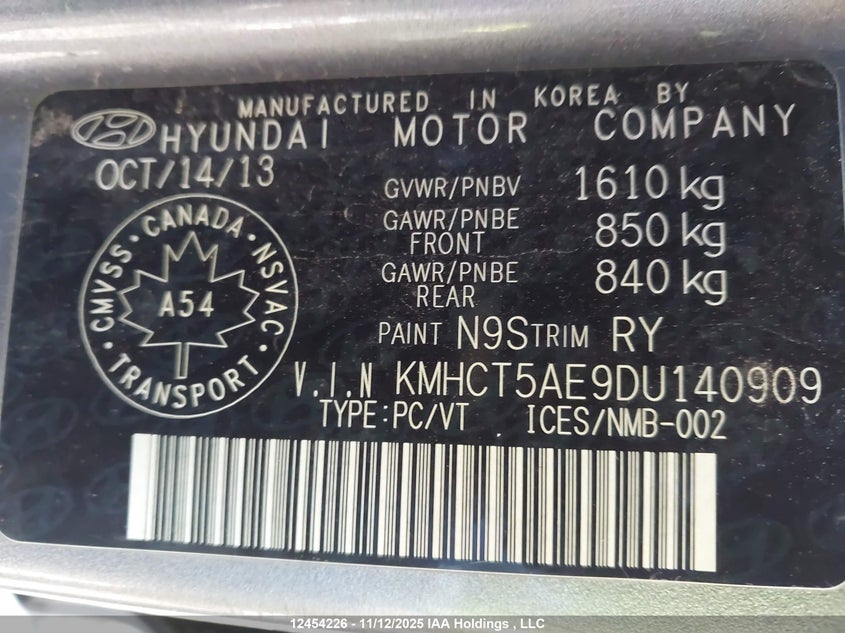 MANUFACTURED IN KOREA BY
HYUNDAI MOTOR COMPANY
OCT/14/13
GVWR/PNBV 1610 kg
GAWR/PNBE FRONT 850 kg
GAWR/PNBE REAR 840 kg
CMVSS · CANADA · NSVAC · TRANSPORT ·
A54
PAINT N9S TRIM RY
V.I.N KMHCT5AE9DU140909
TYPE:PC/VT ICES/NMB-002
12454226 - 11/12/2025 IAA Holdings , LLC